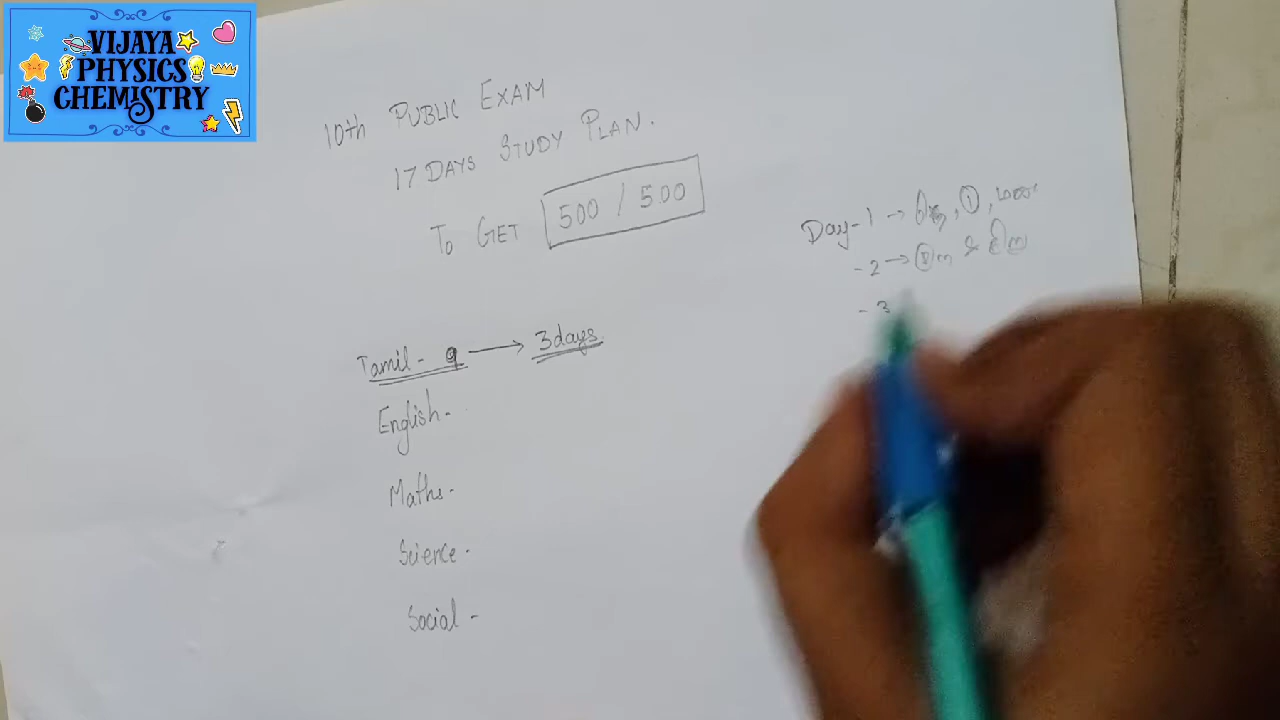 VIJAYA
PHYSICS
CHEMISTRY
10th PUBLIC EXAM
17 DAYS STUDY PLAN.
To GET 500 / 500
Day-1 → , ①,
- 2 → &
- 3
Tamil - 9 → 3days
English -
Maths -
Science -
Social -